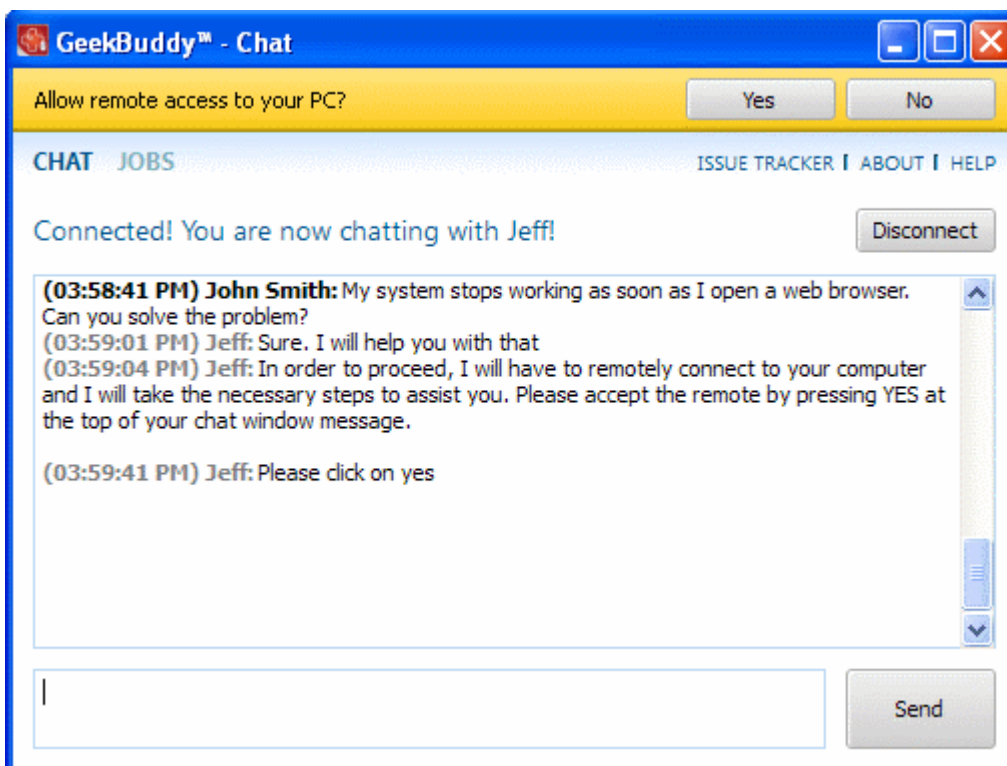 GeekBuddy™ - Chat
Allow remote access to your PC?
Yes
No
CHAT JOBS
ISSUE TRACKER | ABOUT | HELP
Connected! You are now chatting with Jeff!
Disconnect
(03:58:41 PM) John Smith: My system stops working as soon as I open a web browser.
Can you solve the problem?
(03:59:01 PM) Jeff: Sure. I will help you with that
(03:59:04 PM) Jeff: In order to proceed, I will have to remotely connect to your computer
and I will take the necessary steps to assist you. Please accept the remote by pressing YES at
the top of your chat window message.
(03:59:41 PM) Jeff: Please click on yes
Send